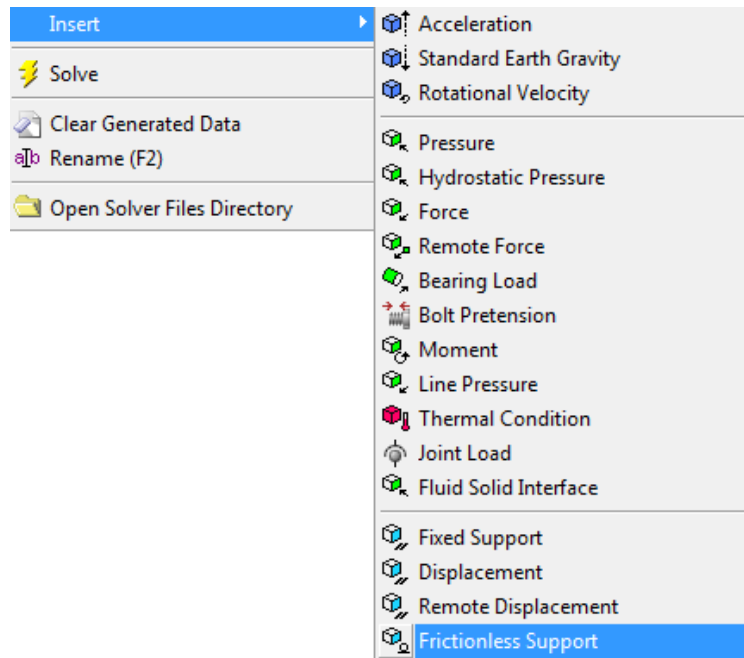 Insert
Solve
Clear Generated Data
Rename (F2)
Open Solver Files Directory
Acceleration
Standard Earth Gravity
Rotational Velocity
Pressure
Hydrostatic Pressure
Force
Remote Force
Bearing Load
Bolt Pretension
Moment
Line Pressure
Thermal Condition
Joint Load
Fluid Solid Interface
Fixed Support
Displacement
Remote Displacement
Frictionless Support